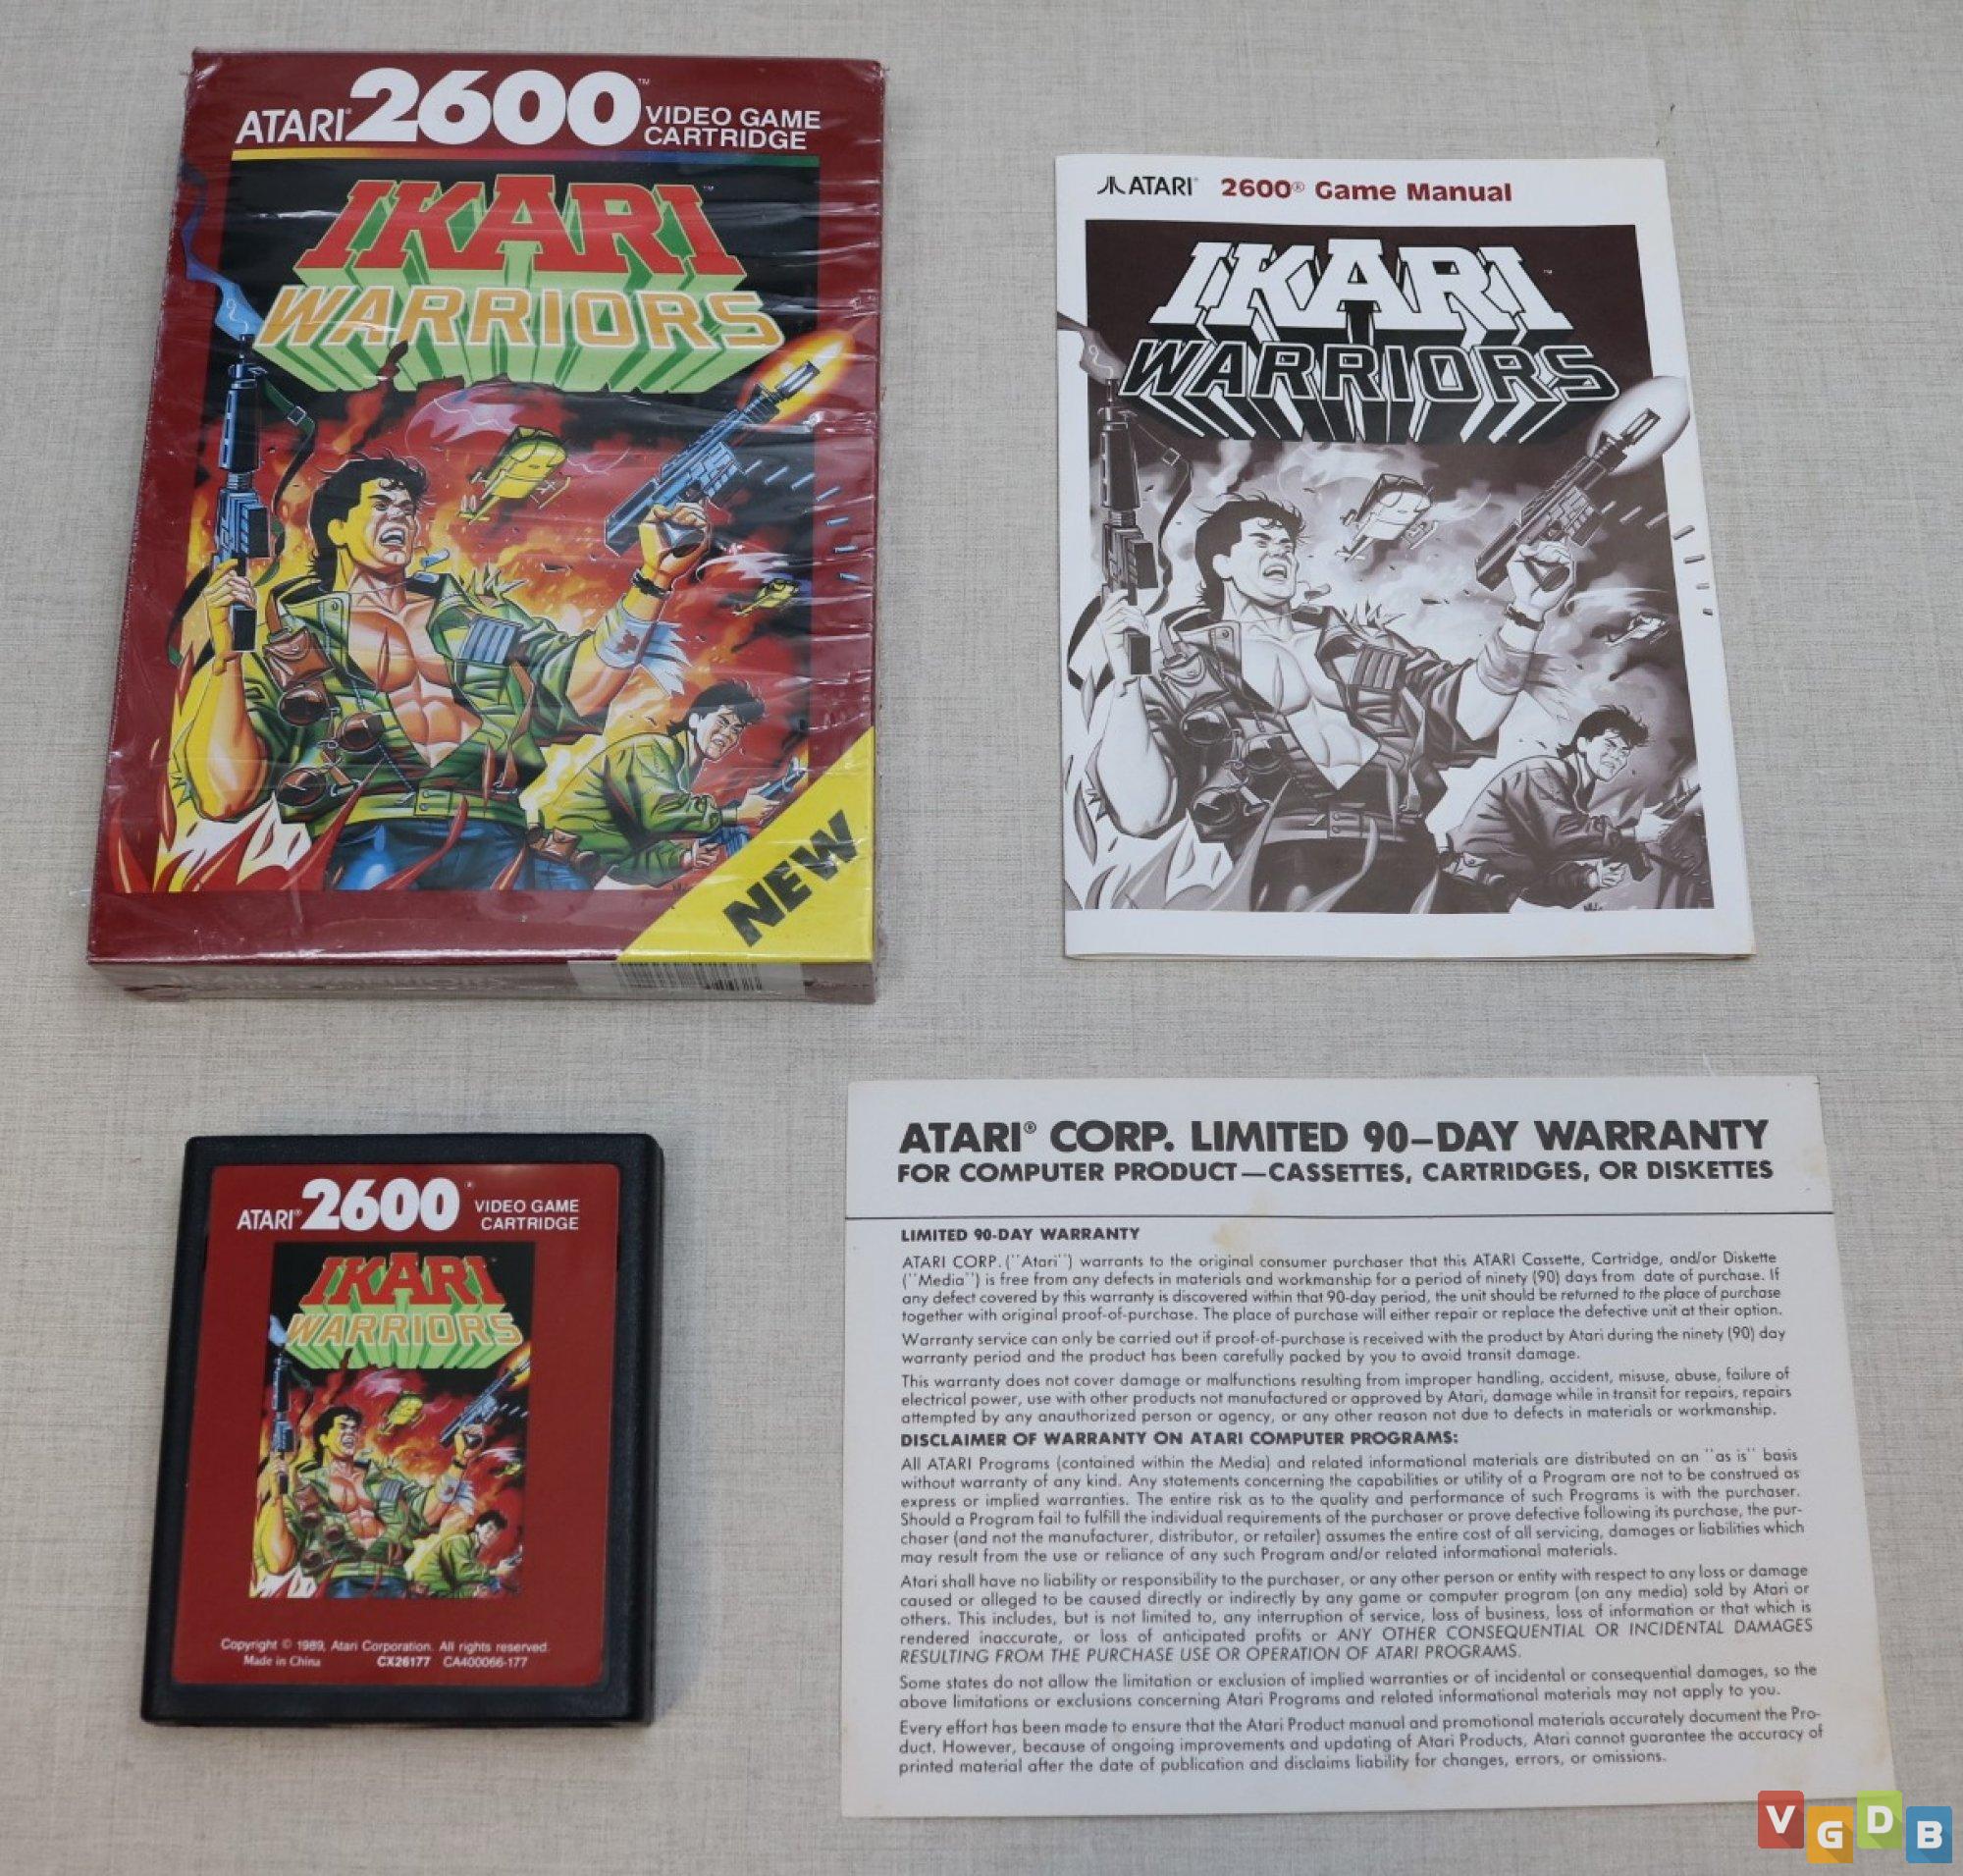 ATARI® 2600™ VIDEO GAME
CARTRIDGE
IKARI™
WARRIORS
NEW
ATARI® 2600® Game Manual
IKARI™
WARRIORS
ATARI® 2600® VIDEO GAME
CARTRIDGE
IKARI™
WARRIORS
Copyright © 1989, Atari Corporation. All rights reserved.
Made in China CX26177 CA400066-177
ATARI® CORP. LIMITED 90–DAY WARRANTY
FOR COMPUTER PRODUCT—CASSETTES, CARTRIDGES, OR DISKETTES
LIMITED 90-DAY WARRANTY
ATARI CORP. (''Atari'') warrants to the original consumer purchaser that this ATARI Cassette, Cartridge, and/or Diskette
(''Media'') is free from any defects in materials and workmanship for a period of ninety (90) days from date of purchase. If
any defect covered by this warranty is discovered within that 90-day period, the unit should be returned to the place of purchase
together with original proof-of-purchase. The place of purchase will either repair or replace the defective unit at their option.
Warranty service can only be carried out if proof-of-purchase is received with the product by Atari during the ninety (90) day
warranty period and the product has been carefully packed by you to avoid transit damage.
This warranty does not cover damage or malfunctions resulting from improper handling, accident, misuse, abuse, failure of
electrical power, use with other products not manufactured or approved by Atari, damage while in transit for repairs, repairs
attempted by any unauthorized person or agency, or any other reason not due to defects in materials or workmanship.
DISCLAIMER OF WARRANTY ON ATARI COMPUTER PROGRAMS:
All ATARI Programs (contained within the Media) and related informational materials are distributed on an ''as is'' basis
without warranty of any kind. Any statements concerning the capabilities or utility of a Program are not to be construed as
express or implied warranties. The entire risk as to the quality and performance of such Programs is with the purchaser.
Should a Program fail to fulfill the individual requirements of the purchaser or prove defective following its purchase, the pur-
chaser (and not the manufacturer, distributor, or retailer) assumes the entire cost of all servicing, damages or liabilities which
may result from the use or reliance of any such Program and/or related informational materials.
Atari shall have no liability or responsibility to the purchaser, or any other person or entity with respect to any loss or damage
caused or alleged to be caused directly or indirectly by any game or computer program (on any media) sold by Atari or
others. This includes, but is not limited to, any interruption of service, loss of business, loss of information or that which is
rendered inaccurate, or loss of anticipated profits or ANY OTHER CONSEQUENTIAL OR INCIDENTAL DAMAGES
RESULTING FROM THE PURCHASE USE OR OPERATION OF ATARI PROGRAMS.
Some states do not allow the limitation or exclusion of implied warranties or of incidental or consequential damages, so the
above limitations or exclusions concerning Atari Programs and related informational materials may not apply to you.
Every effort has been made to ensure that the Atari Product manual and promotional materials accurately document the Pro-
duct. However, because of ongoing improvements and updating of Atari Products, Atari cannot guarantee the accuracy of
printed material after the date of publication and disclaims liability for changes, errors, or omissions.
VGDB